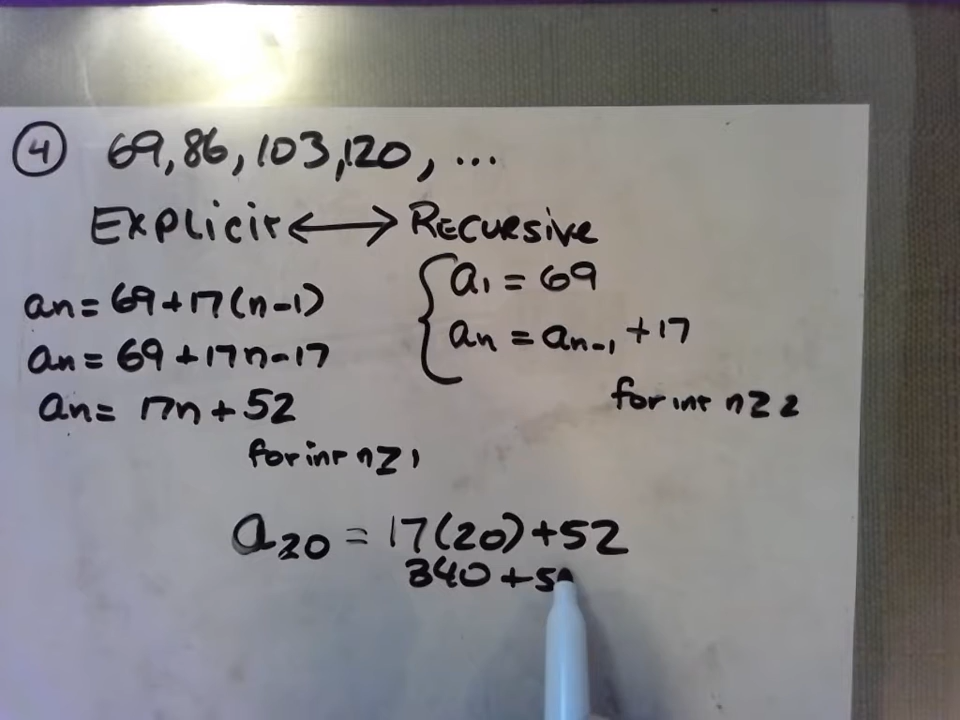 4 69, 86, 103, 120, ...
Explicit ↔ Recursive
an = 69 + 17(n-1)
an = 69 + 17n - 17
an = 17n + 52
for int n ≥ 1
{ a1 = 69
an = an-1 + 17
for int n ≥ 2
a20 = 17(20) + 52
340 + 5